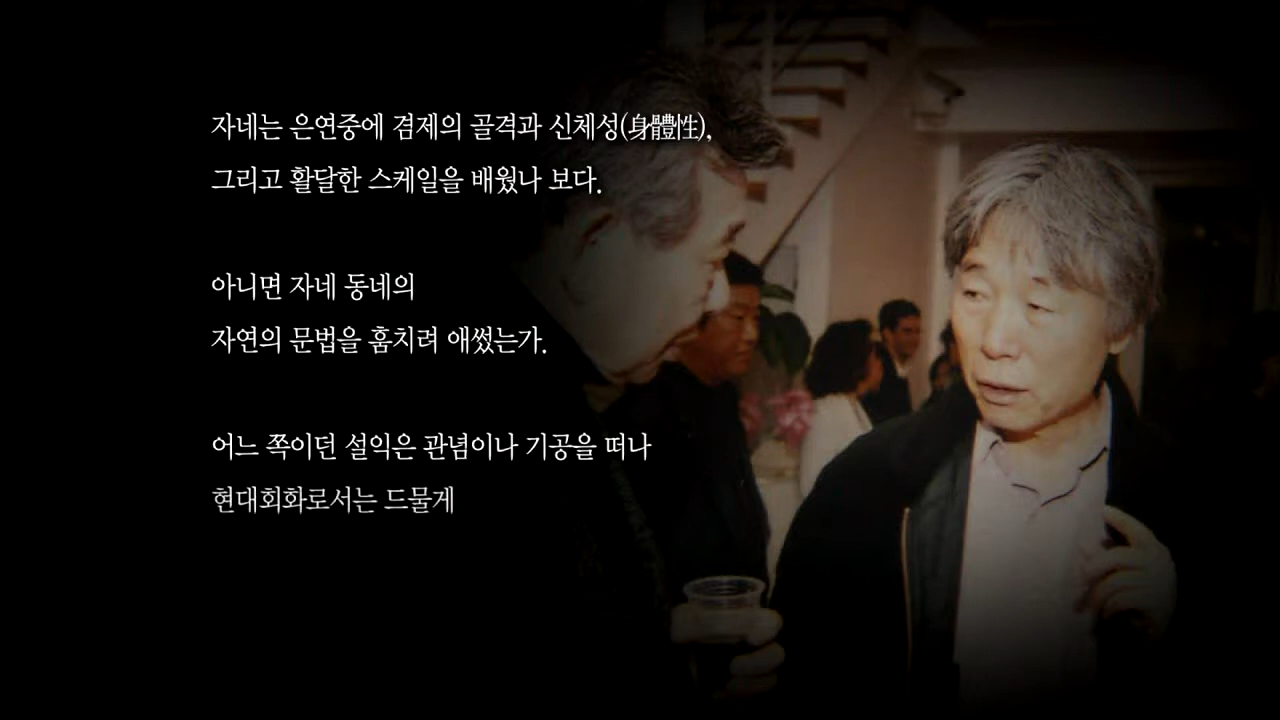 자네는 은연중에 겸제의 골격과 신체성(身體性),
그리고 활달한 스케일을 배웠나 보다.
아니면 자네 동네의
자연의 문법을 훔치려 애썼는가.
어느 쪽이던 설익은 관념이나 기공을 떠나
현대회화로서는 드물게